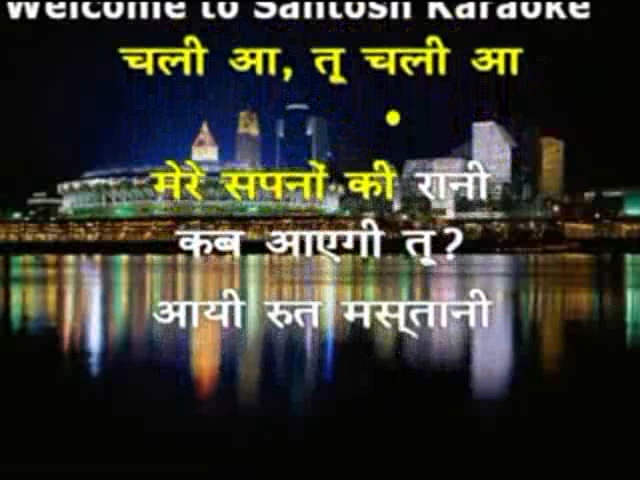 Welcome to Santosh Karaoke
चली आ, तू चली आ
मेरे सपनों की रानी
कब आएगी तू?
आयी रुत मस्तानी